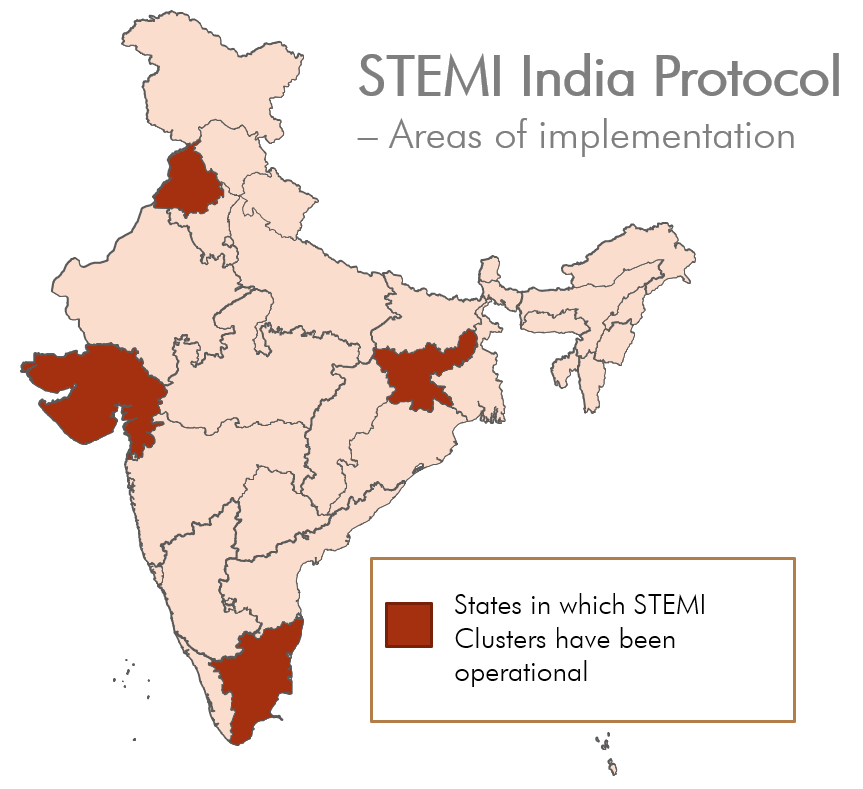 STEMI India Protocol
– Areas of implementation
States in which STEMI
Clusters have been
operational